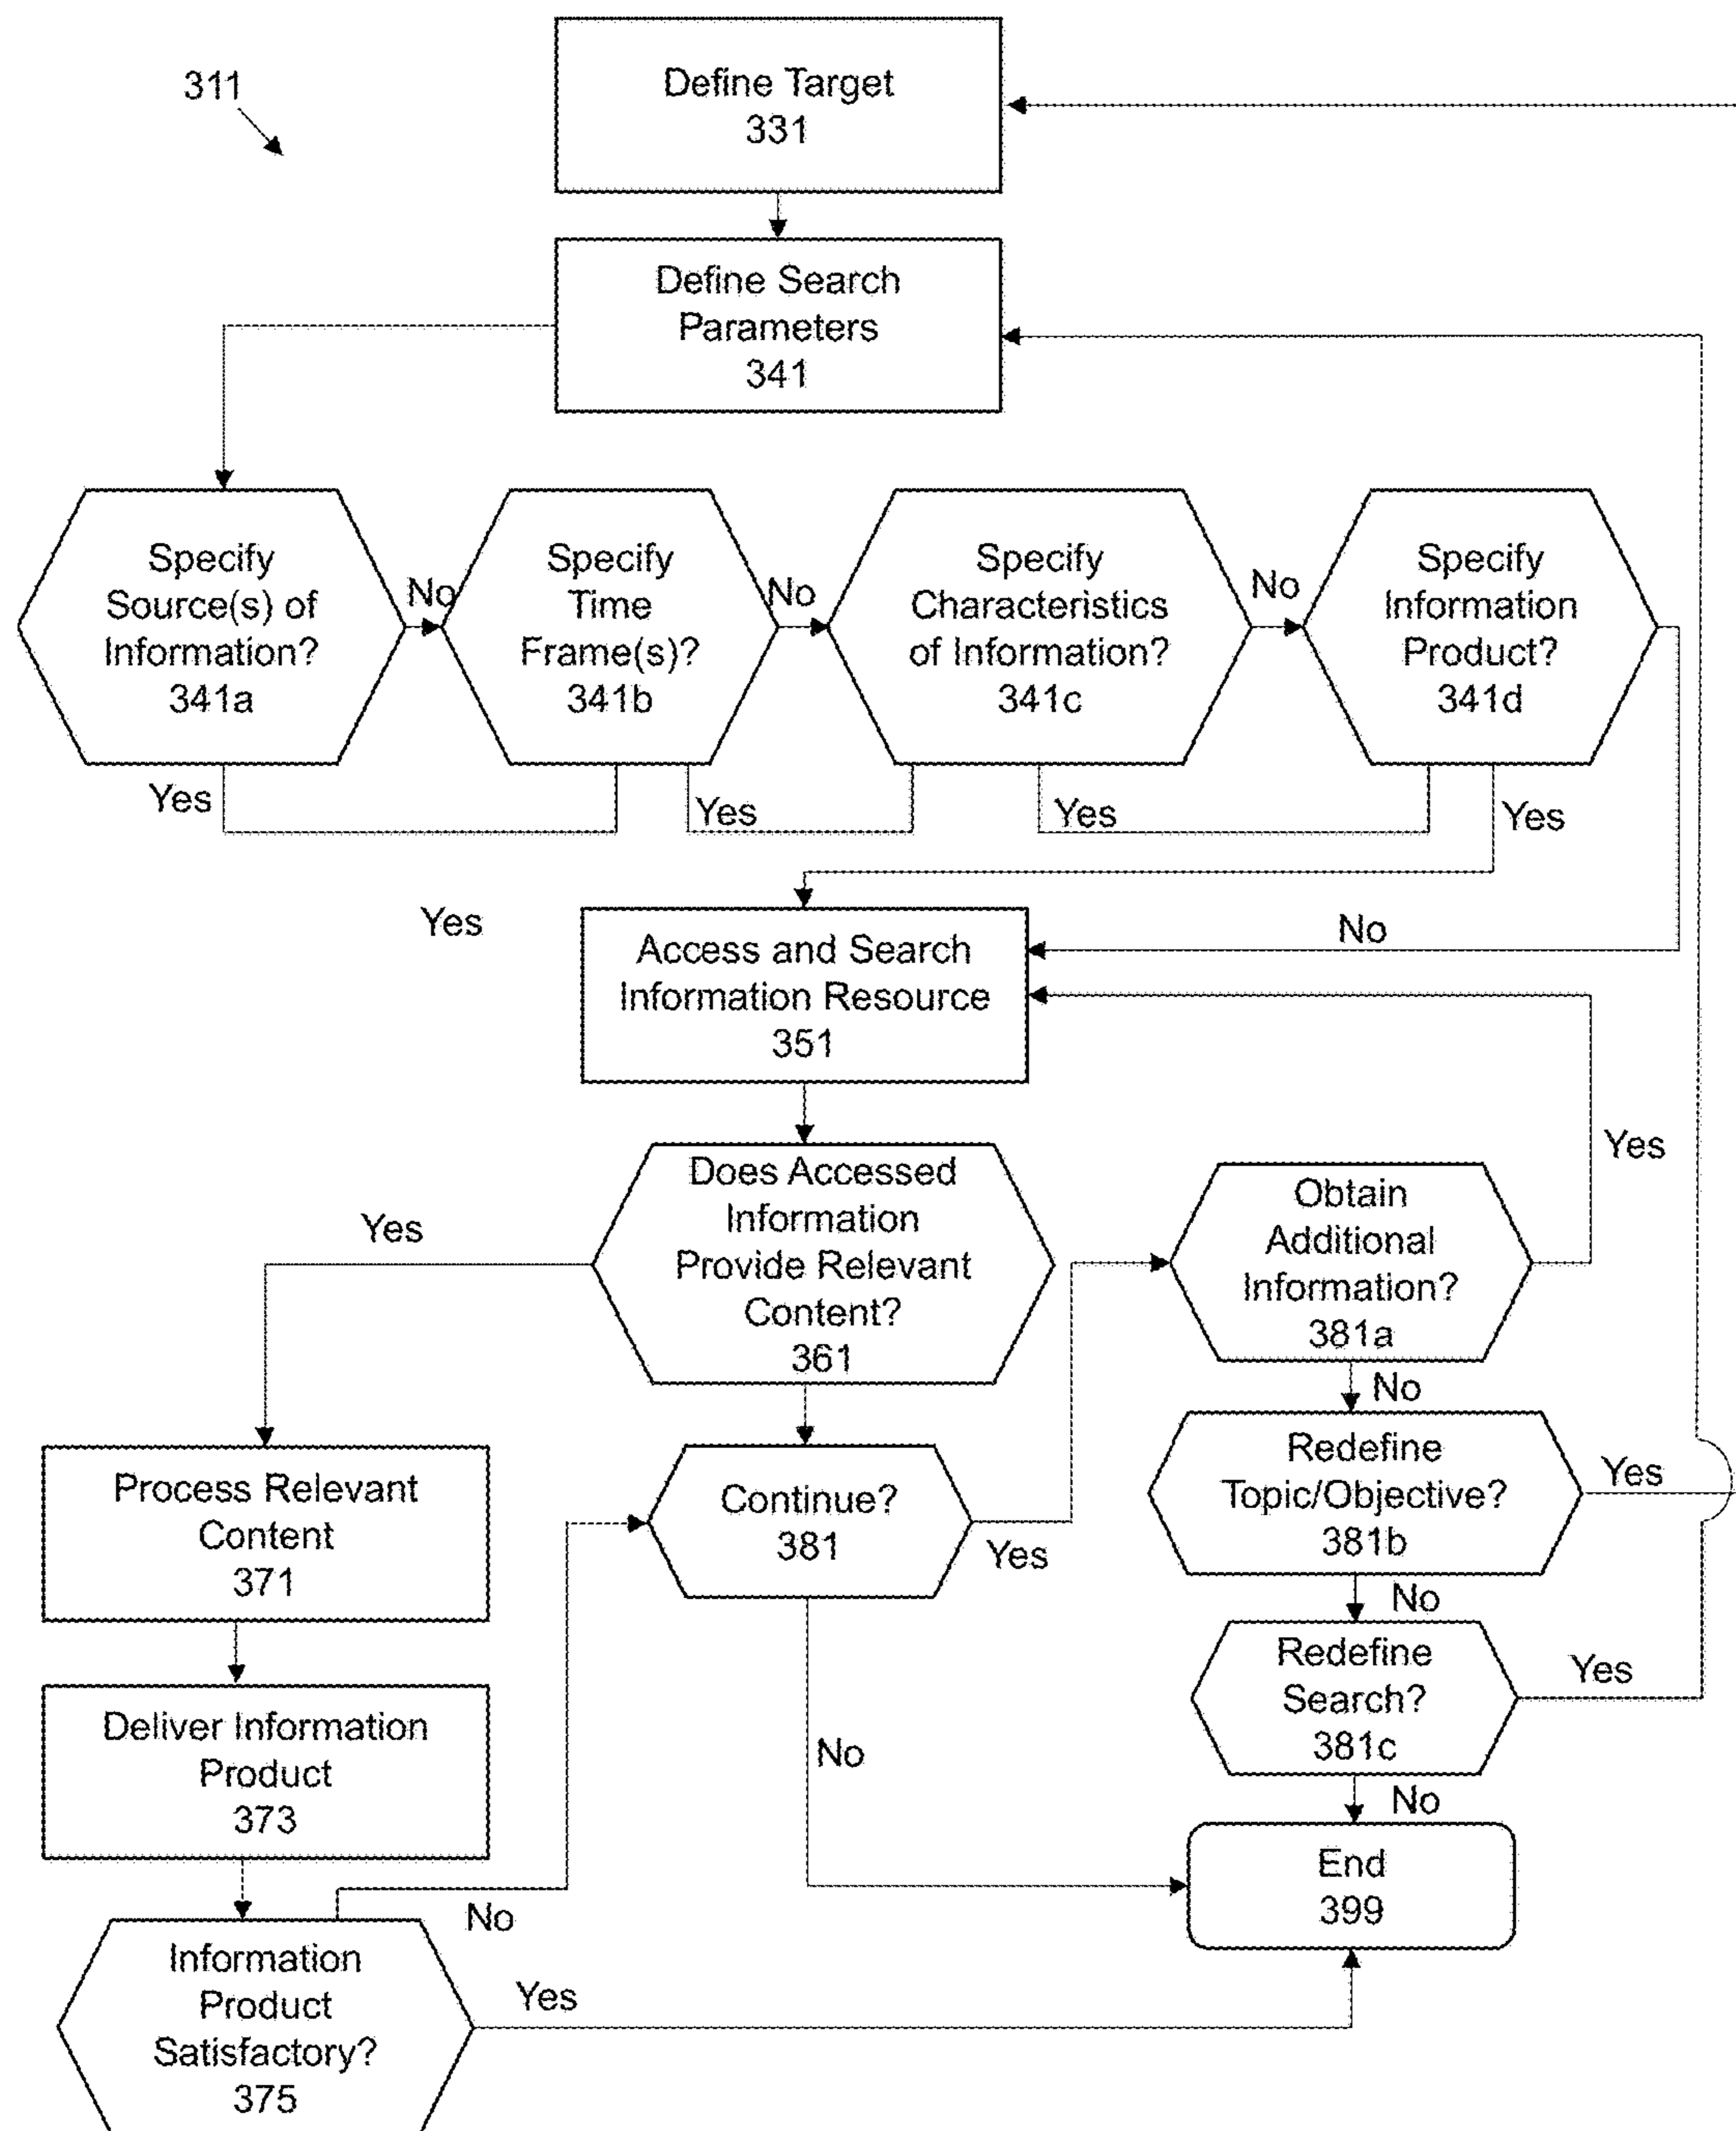 311
Define Target
331
Define Search
Parameters
341
Specify
Source(s) of
Information?
341a
No
Specify
Time
Frame(s)?
341b
No
Specify
Characteristics
of Information?
341c
No
Specify
Information
Product?
341d
Yes
Yes
Yes
Yes
Yes
No
Access and Search
Information Resource
351
Yes
Does Accessed
Information
Provide Relevant
Content?
361
Yes
Obtain
Additional
Information?
381a
No
Process Relevant
Content
371
Continue?
381
Yes
Redefine
Topic/Objective?
381b
Yes
No
Redefine
Search?
381c
Yes
No
Deliver Information
Product
373
No
End
399
No
Information
Product
Satisfactory?
375
Yes